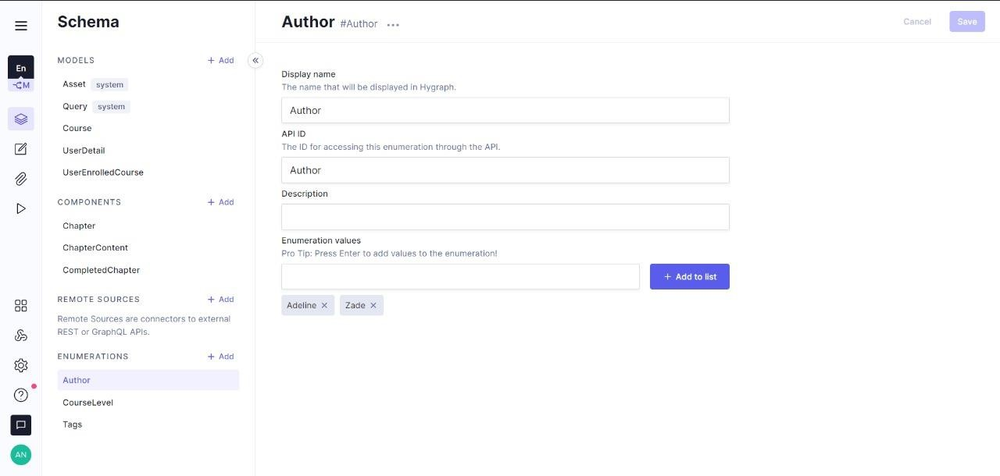 Schema
Author #Author
Cancel
Save
En
M
MODELS
+ Add
Asset system
Query system
Course
UserDetail
UserEnrolledCourse
COMPONENTS
+ Add
Chapter
ChapterContent
CompletedChapter
REMOTE SOURCES
+ Add
Remote Sources are connectors to external
REST or GraphQL APIs.
ENUMERATIONS
+ Add
Author
CourseLevel
Tags
AN
Display name
The name that will be displayed in Hygraph.
Author
API ID
The ID for accessing this enumeration through the API.
Author
Description
Enumeration values
Pro Tip: Press Enter to add values to the enumeration!
+ Add to list
Adeline ×
Zade ×